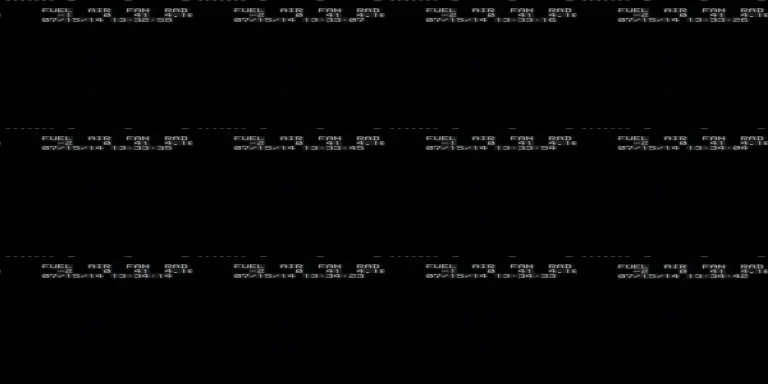 FUEL AIR FAN RAD
-1 0 41 4.16
07/15/14 13:32:58
FUEL AIR FAN RAD
-2 0 41 4.16
07/15/14 13:33:07
FUEL AIR FAN RAD
-2 0 41 4.16
07/15/14 13:33:16
FUEL AIR FAN RAD
-2 0 41 4.16
07/15/14 13:33:26
FUEL AIR FAN RAD
-2 0 41 4.16
07/15/14 13:33:35
FUEL AIR FAN RAD
-2 0 41 4.16
07/15/14 13:33:45
FUEL AIR FAN RAD
-1 0 41 4.16
07/15/14 13:33:54
FUEL AIR FAN RAD
-2 0 41 4.16
07/15/14 13:34:04
FUEL AIR FAN RAD
-2 0 41 4.16
07/15/14 13:34:14
FUEL AIR FAN RAD
-2 0 41 4.16
07/15/14 13:34:23
FUEL AIR FAN RAD
-1 0 41 4.16
07/15/14 13:34:33
FUEL AIR FAN RAD
-2 0 41 4.16
07/15/14 13:34:42